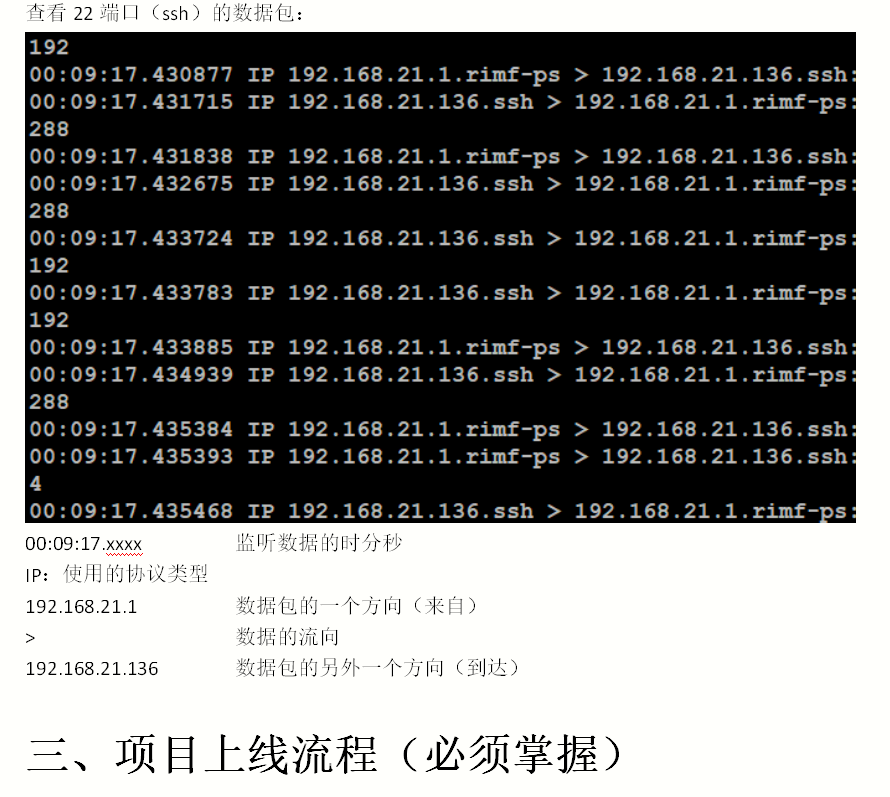 查看 22 端口（ssh）的数据包：
192
00:09:17.430877 IP 192.168.21.1.rimf-ps > 192.168.21.136.ssh:
00:09:17.431715 IP 192.168.21.136.ssh > 192.168.21.1.rimf-ps:
288
00:09:17.431838 IP 192.168.21.1.rimf-ps > 192.168.21.136.ssh:
00:09:17.432675 IP 192.168.21.136.ssh > 192.168.21.1.rimf-ps:
288
00:09:17.433724 IP 192.168.21.136.ssh > 192.168.21.1.rimf-ps:
192
00:09:17.433783 IP 192.168.21.136.ssh > 192.168.21.1.rimf-ps:
192
00:09:17.433885 IP 192.168.21.1.rimf-ps > 192.168.21.136.ssh:
00:09:17.434939 IP 192.168.21.136.ssh > 192.168.21.1.rimf-ps:
288
00:09:17.435384 IP 192.168.21.1.rimf-ps > 192.168.21.136.ssh:
00:09:17.435393 IP 192.168.21.1.rimf-ps > 192.168.21.136.ssh:
4
00:09:17.435468 IP 192.168.21.136.ssh > 192.168.21.1.rimf-ps:
00:09:17.xxxx 监听数据的时分秒
IP：使用的协议类型
192.168.21.1 数据包的一个方向（来自）
> 数据的流向
192.168.21.136 数据包的另外一个方向（到达）
三、项目上线流程（必须掌握）